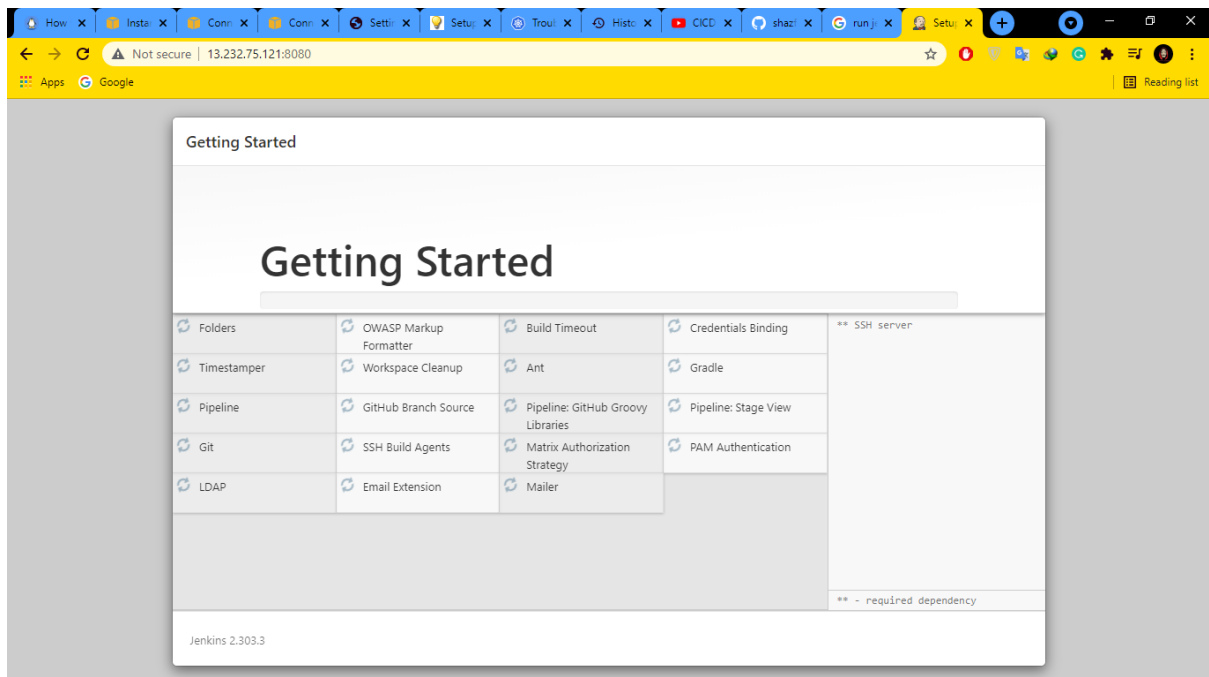 How
Instar
Conn
Conn
Settin
Setup
Troul
Histo
CICD
shazl
run je
Setup
Not secure | 13.232.75.121:8080
Apps
Google
Reading list
Getting Started
Getting Started
Folders
OWASP Markup
Formatter
Build Timeout
Credentials Binding
** SSH server
Timestamper
Workspace Cleanup
Ant
Gradle
Pipeline
GitHub Branch Source
Pipeline: GitHub Groovy
Libraries
Pipeline: Stage View
Git
SSH Build Agents
Matrix Authorization
Strategy
PAM Authentication
LDAP
Email Extension
Mailer
** - required dependency
Jenkins 2.303.3